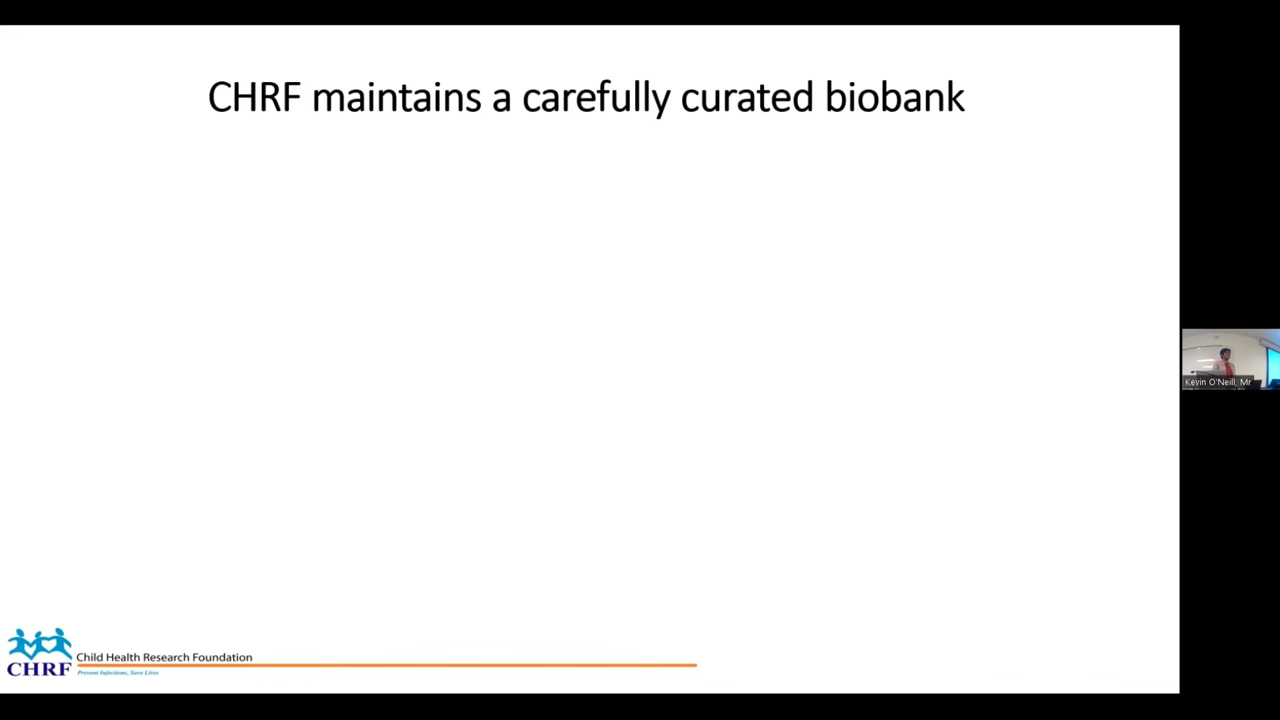 CHRF maintains a carefully curated biobank
Kevin O'Neill, Mr
CHRF
Child Health Research Foundation
Prevent Infections, Save Lives